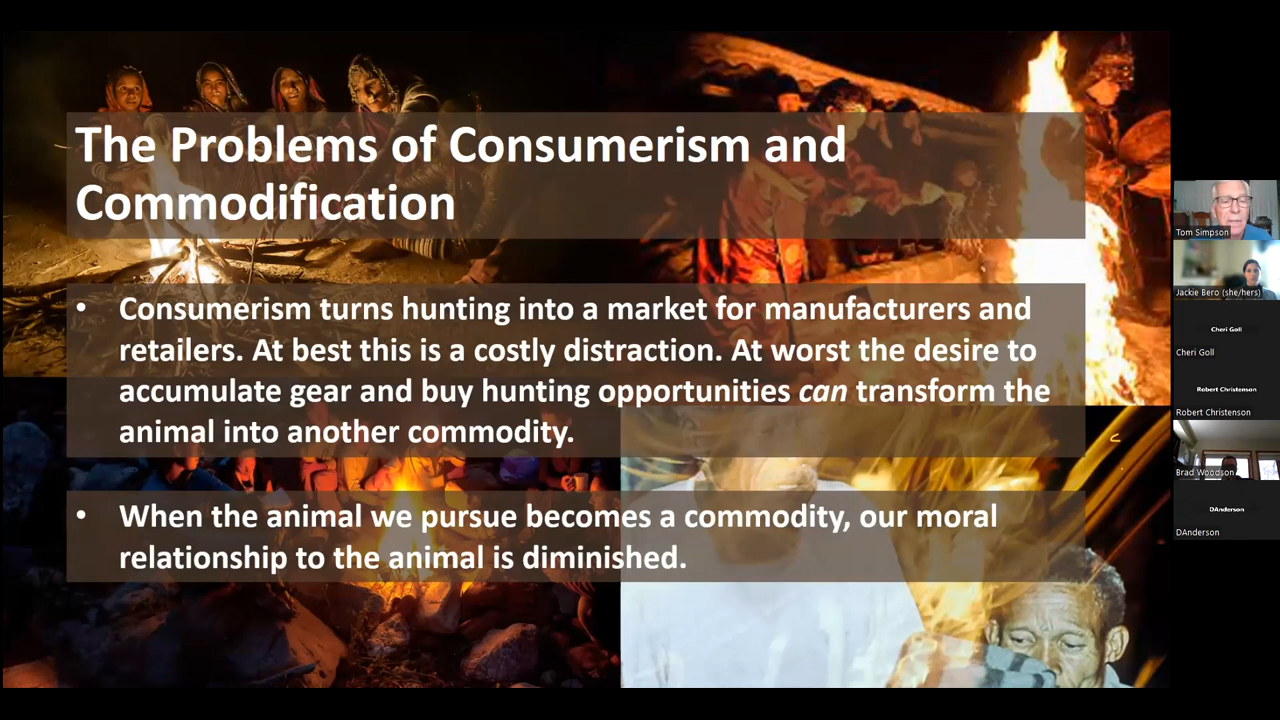 The Problems of Consumerism and
Commodification
• Consumerism turns hunting into a market for manufacturers and
retailers. At best this is a costly distraction. At worst the desire to
accumulate gear and buy hunting opportunities can transform the
animal into another commodity.
• When the animal we pursue becomes a commodity, our moral
relationship to the animal is diminished.
Tom Simpson
Jackie Bero (she/hers)
Cheri Goll
Cheri Goll
Robert Christenson
Robert Christenson
Brad Woodson
DAnderson
DAnderson